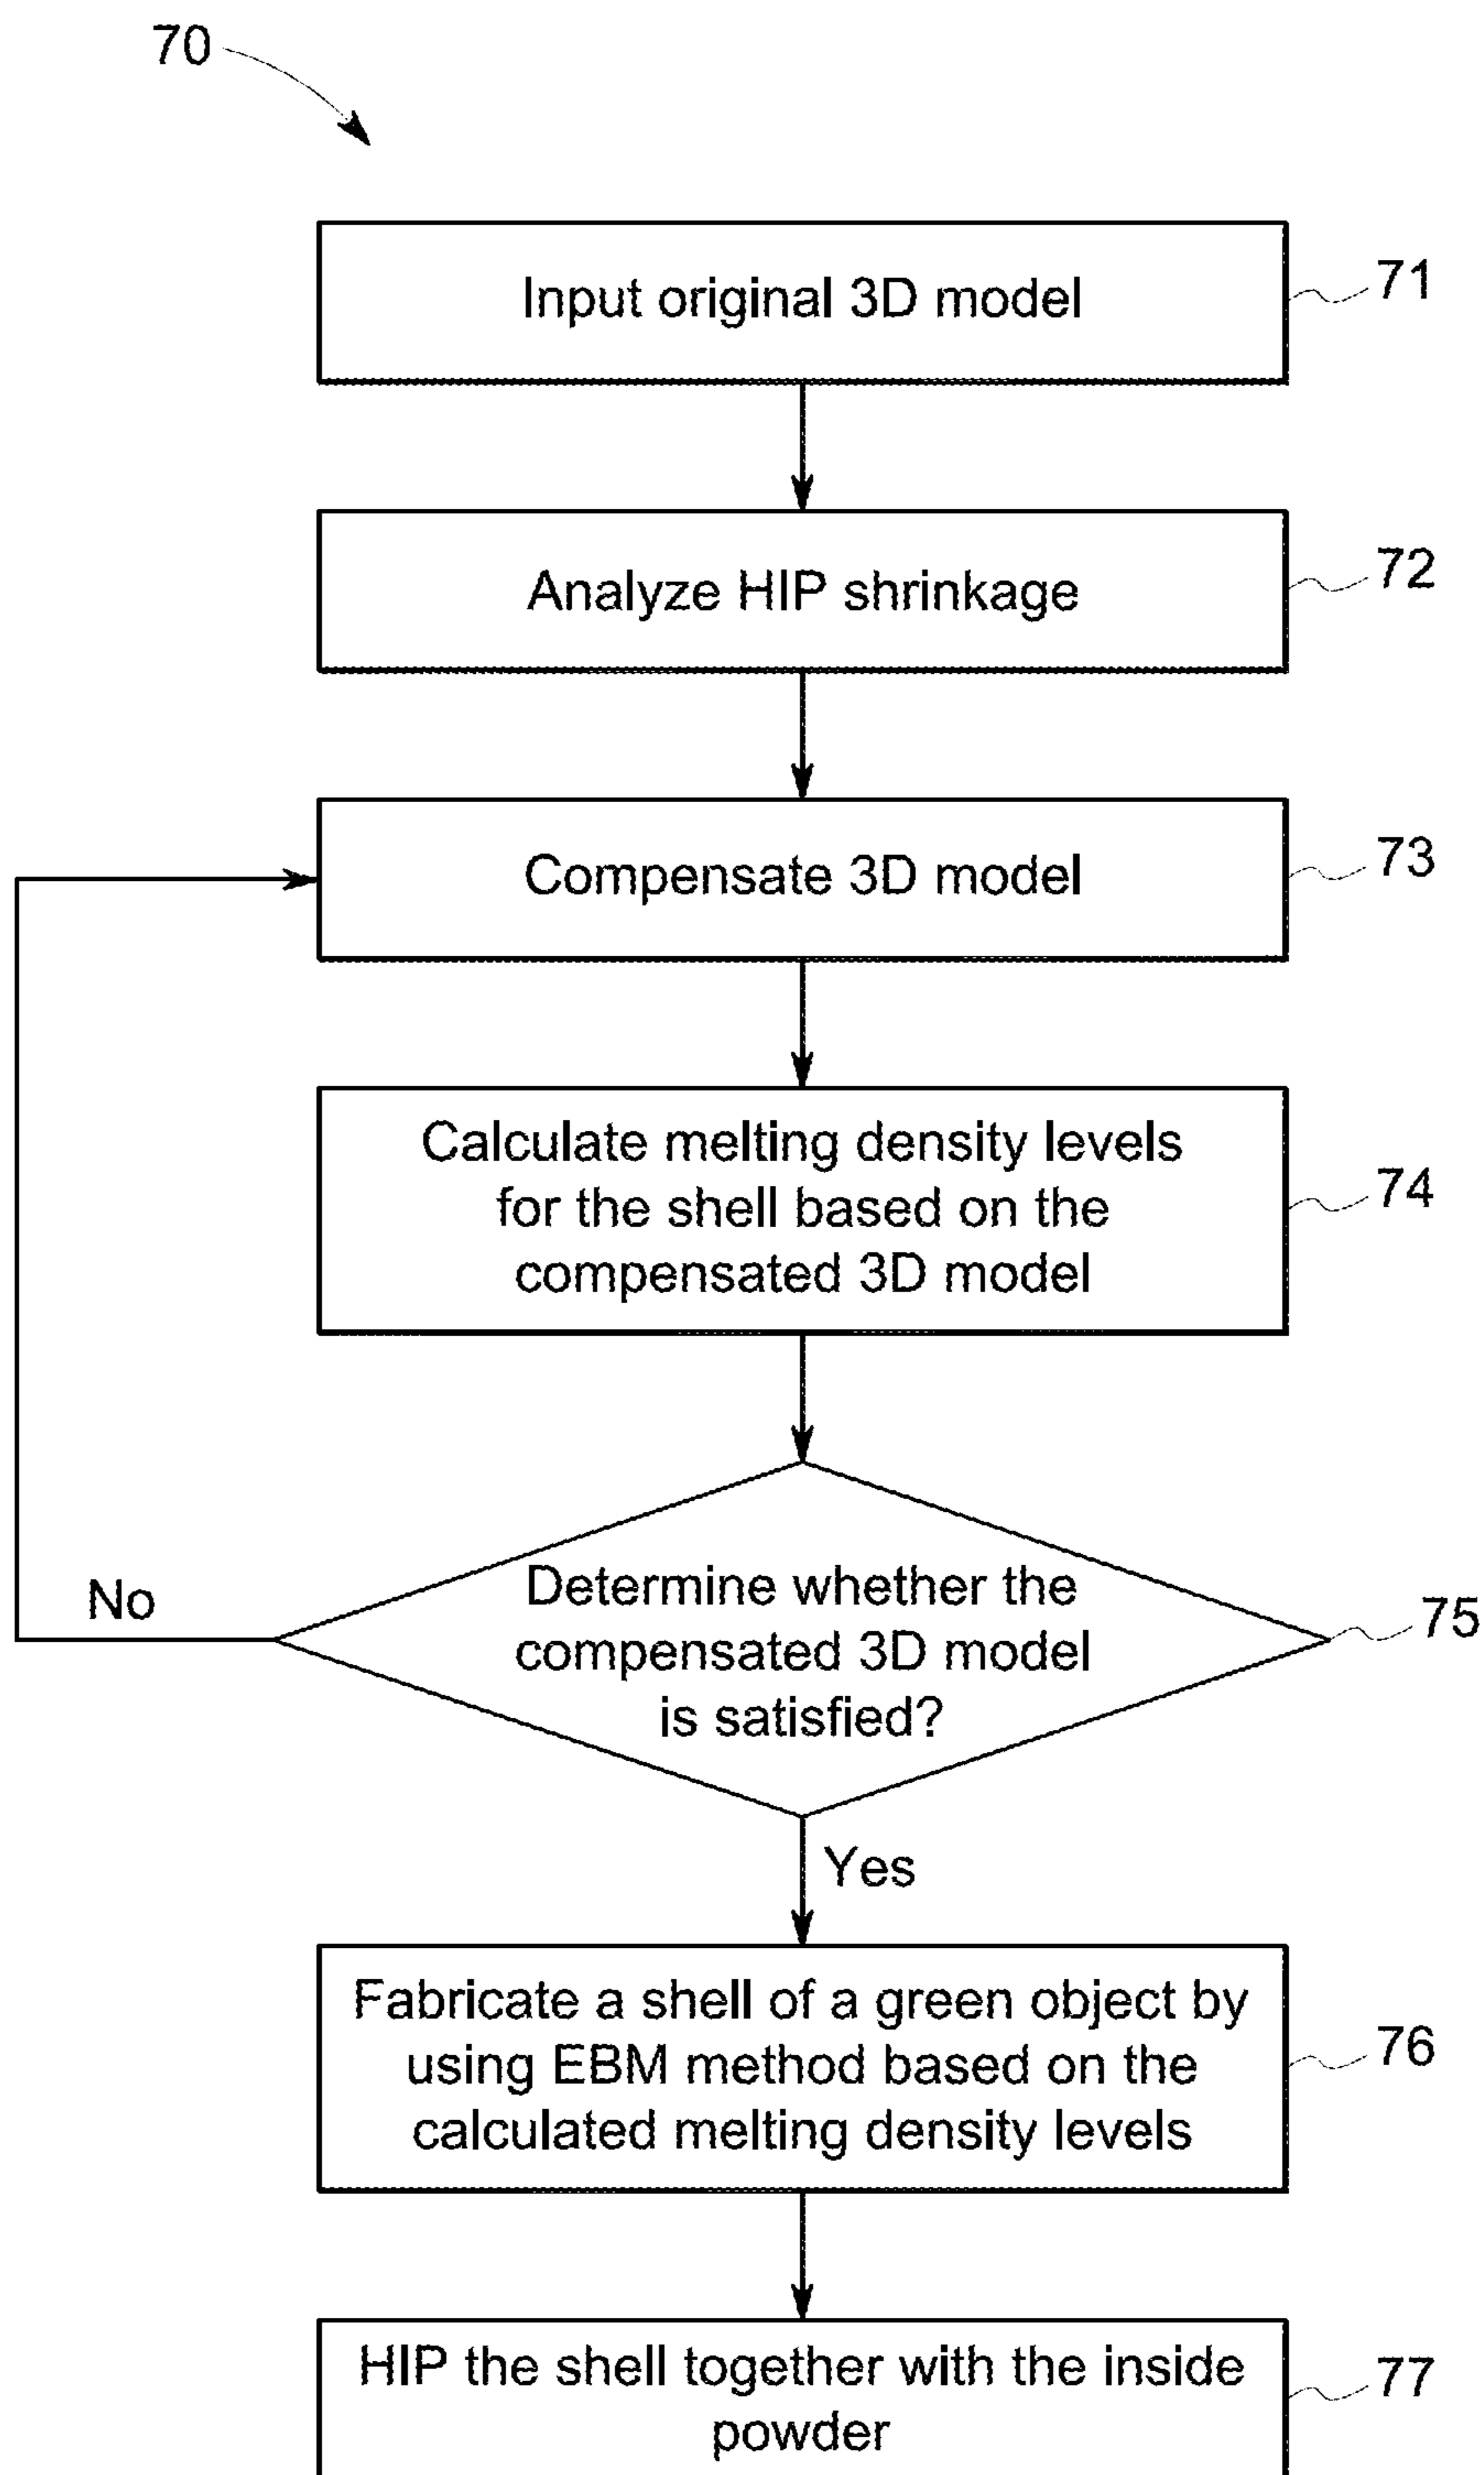 70
Input original 3D model
71
Analyze HIP shrinkage
72
Compensate 3D model
73
Calculate melting density levels
for the shell based on the
compensated 3D model
74
Determine whether the
compensated 3D model
is satisfied?
75
No
Yes
Fabricate a shell of a green object by
using EBM method based on the
calculated melting density levels
76
HIP the shell together with the inside
powder
77